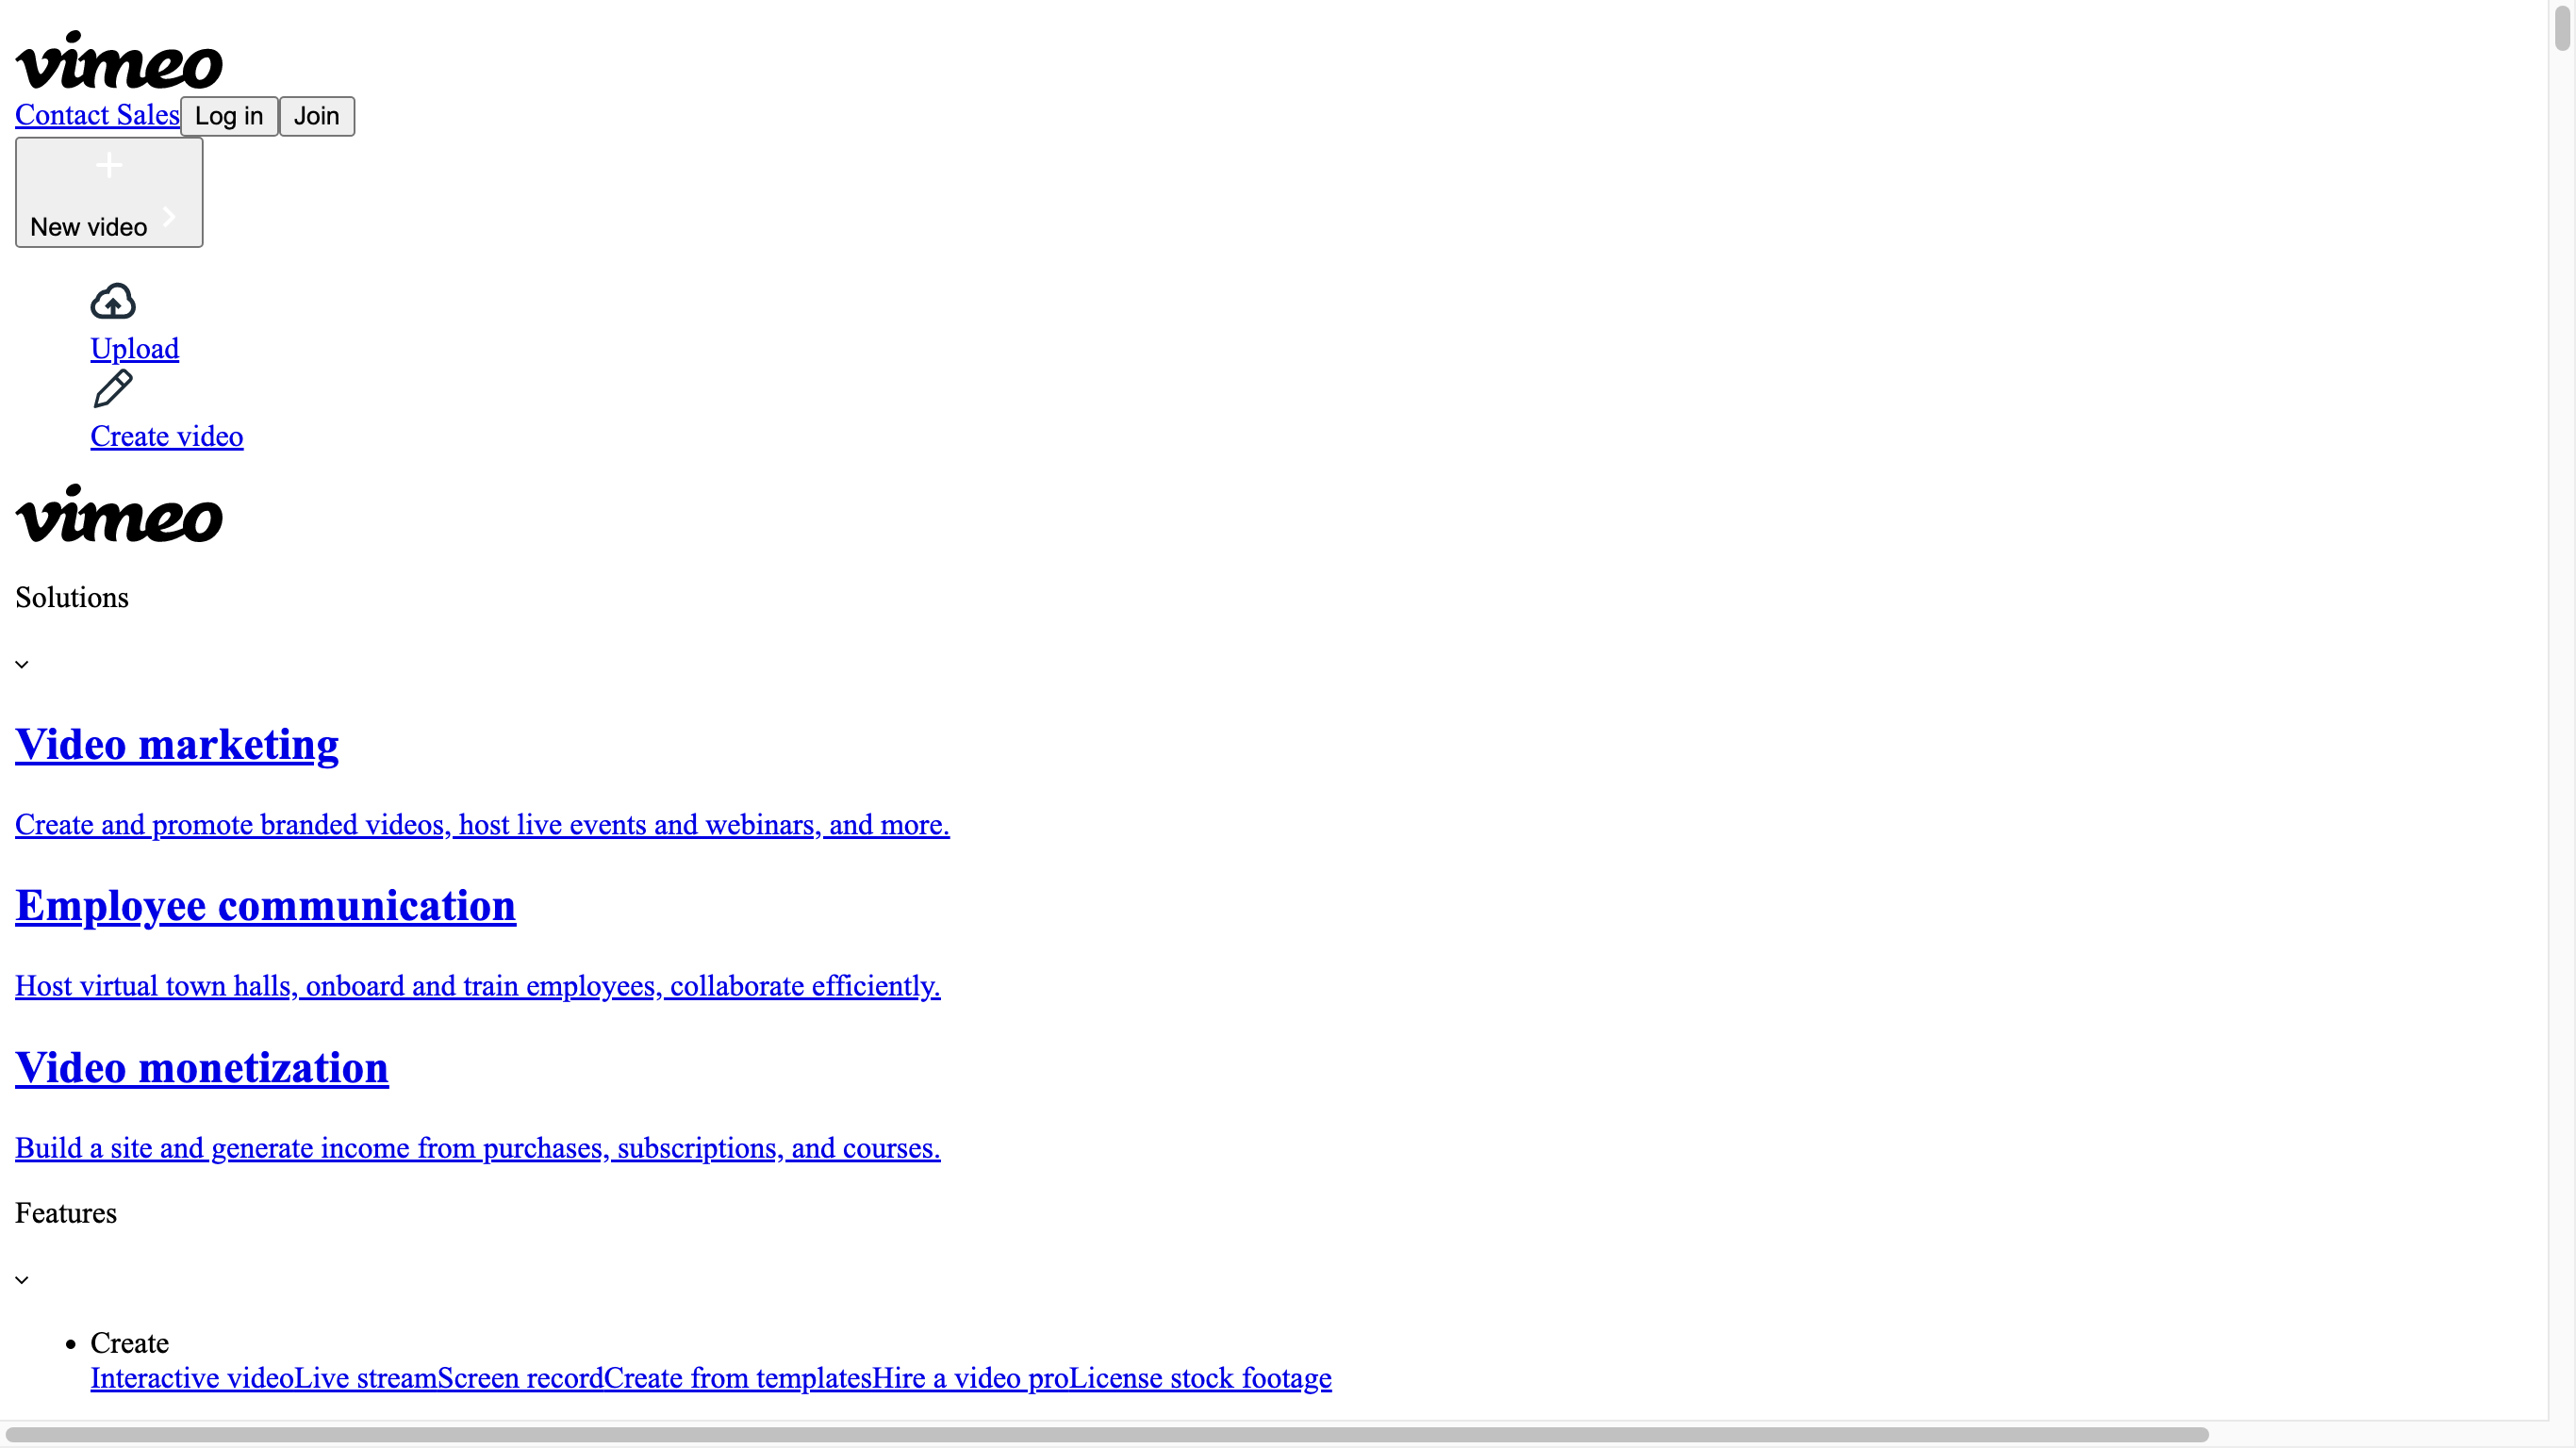 vimeo
Contact Sales Log in Join
New video
Upload
Create video
vimeo
Solutions
Video marketing
Create and promote branded videos, host live events and webinars, and more.
Employee communication
Host virtual town halls, onboard and train employees, collaborate efficiently.
Video monetization
Build a site and generate income from purchases, subscriptions, and courses.
Features
Create
Interactive videoLive streamScreen recordCreate from templatesHire a video proLicense stock footage